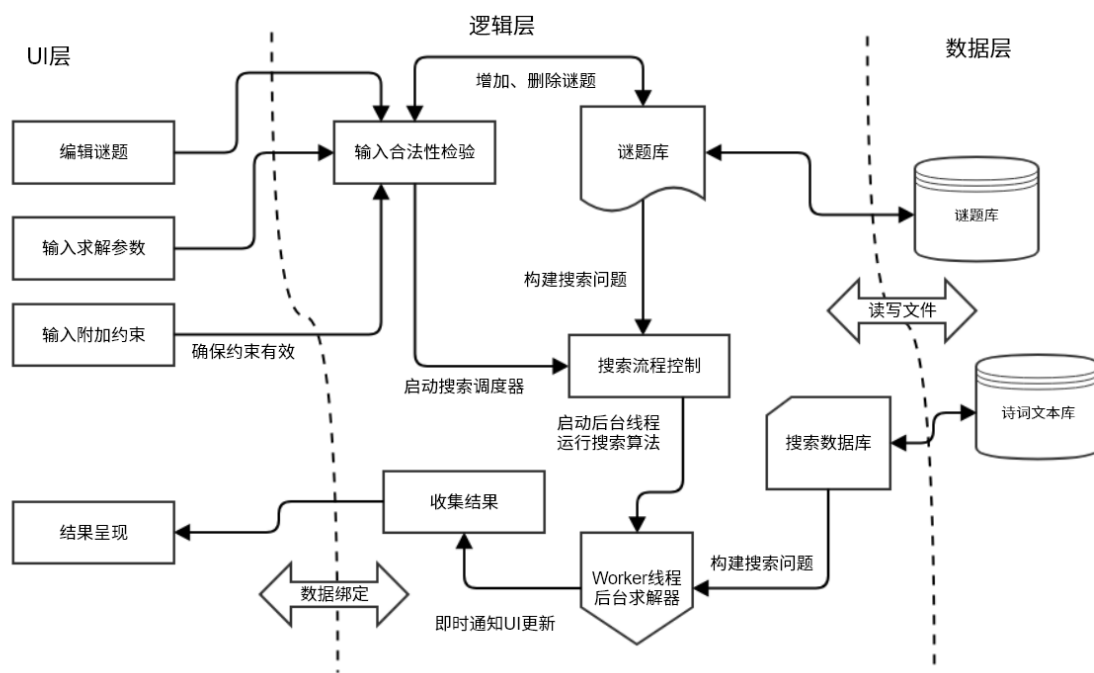 UI层
逻辑层
数据层
增加、删除谜题
编辑谜题
输入合法性检验
谜题库
谜题库
输入求解参数
构建搜索问题
读写文件
输入附加约束
确保约束有效
搜索流程控制
启动搜索调度器
诗词文本库
启动后台线程
运行搜索算法
搜索数据库
收集结果
结果呈现
构建搜索问题
Worker线程
后台求解器
数据绑定
即时通知UI更新